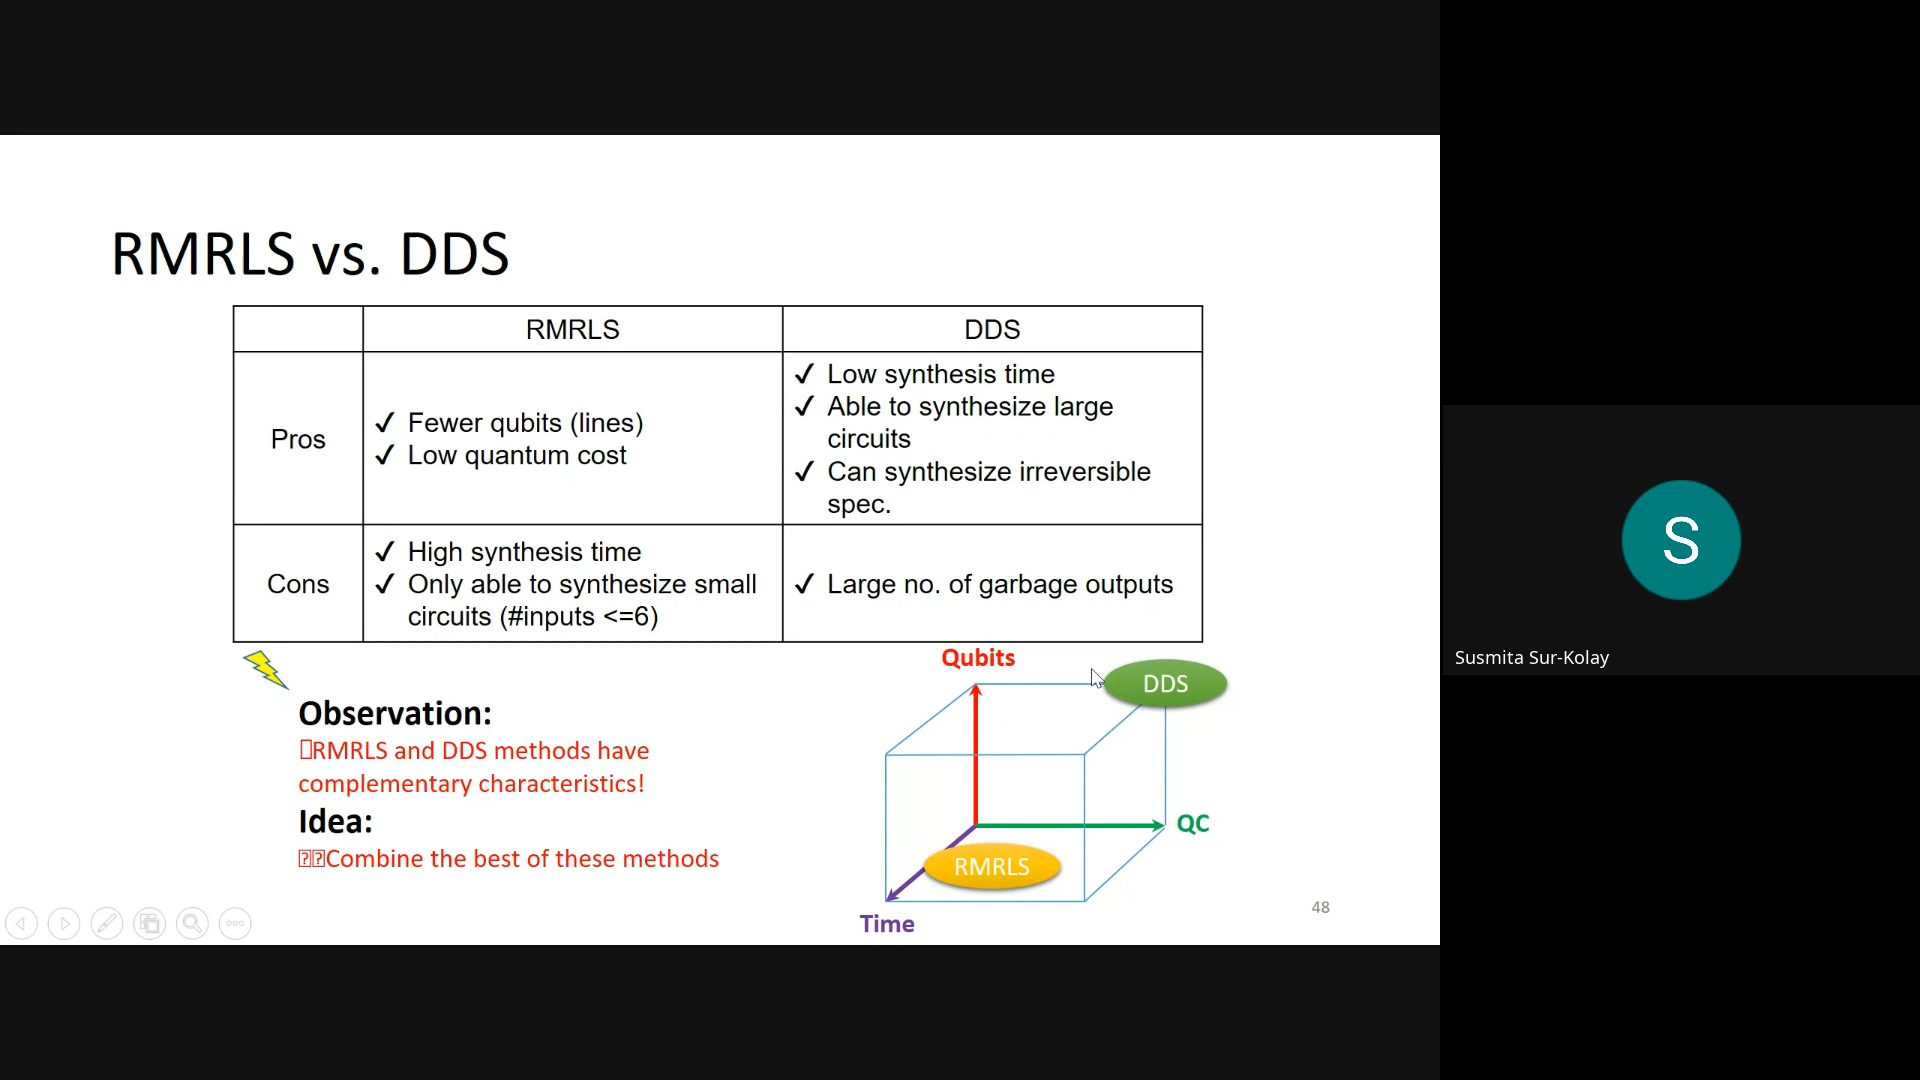 RMRLS vs. DDS
RMRLS
DDS
Pros
✓ Fewer qubits (lines)
✓ Low quantum cost
✓ Low synthesis time
✓ Able to synthesize large
circuits
✓ Can synthesize irreversible
spec.
Cons
✓ High synthesis time
✓ Only able to synthesize small
circuits (#inputs <=6)
✓ Large no. of garbage outputs
Observation:
RMRLS and DDS methods have
complementary characteristics!
Idea:
Combine the best of these methods
Qubits
DDS
QC
RMRLS
Time
48
S
Susmita Sur-Kolay